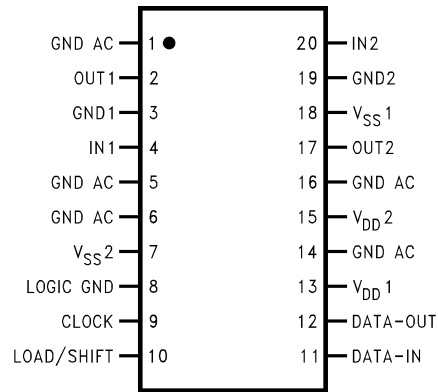 GND AC 1 20 IN2
OUT1 2 19 GND2
GND1 3 18 VSS1
IN1 4 17 OUT2
GND AC 5 16 GND AC
GND AC 6 15 VDD2
VSS2 7 14 GND AC
LOGIC GND 8 13 VDD1
CLOCK 9 12 DATA-OUT
LOAD/SHIFT 10 11 DATA-IN